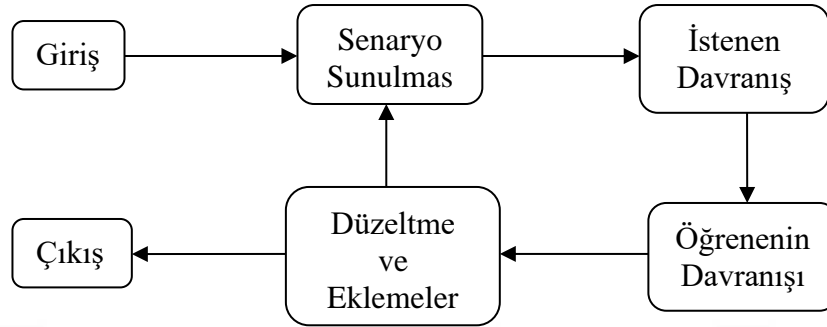 Giriş
Senaryo
Sunulmas
İstenen
Davranış
Öğrenenin
Davranışı
Düzeltme
ve
Eklemeler
Çıkış